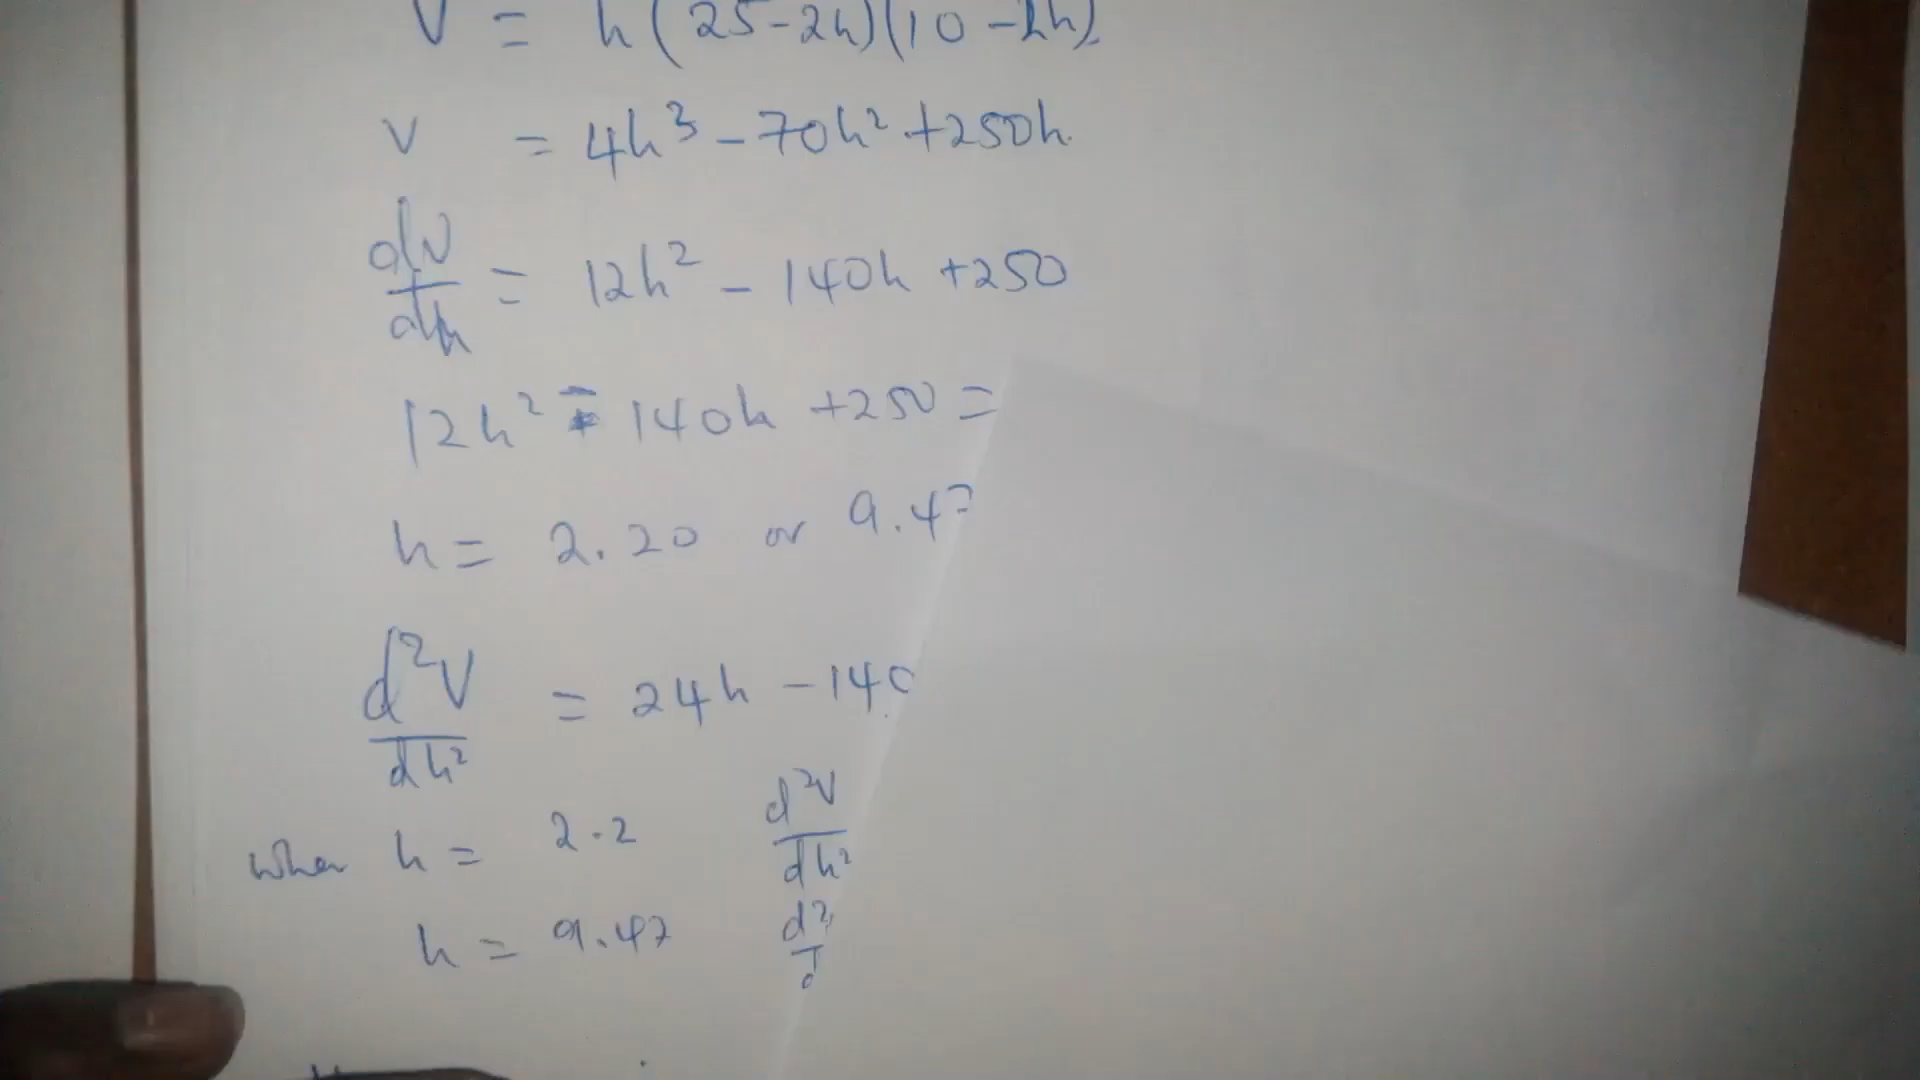 V = h(25-2h)(10-2h)
V = 4h³ - 70h² + 250h
dV/dh = 12h² - 140h + 250
12h² - 140h + 250 =
h = 2.20 or 9.47
d²V/dh² = 24h - 140
When h = 2.2 d²V/dh²
h = 9.47 d²